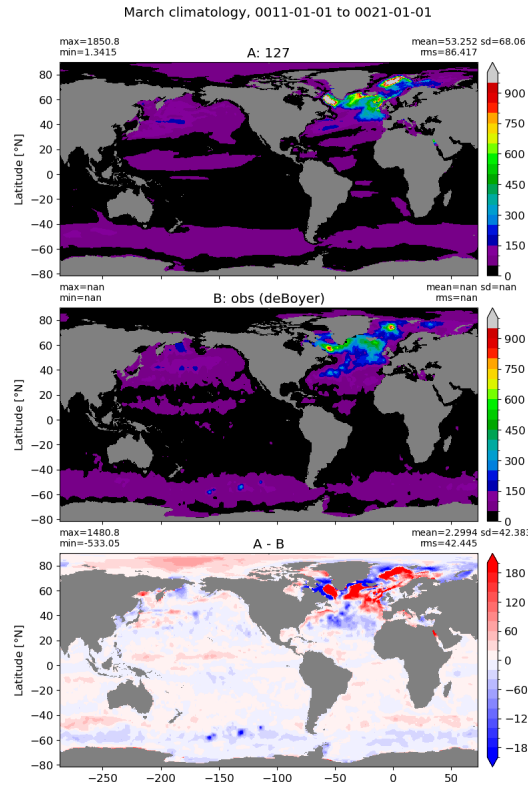 March climatology, 0011-01-01 to 0021-01-01
max=1850.8
min=1.3415
A: 127
mean=53.252 sd=68.06
rms=86.417
Latitude [°N]
80
60
40
20
0
−20
−40
−60
−80
900
750
600
450
300
150
0
max=nan
min=nan
B: obs (deBoyer)
mean=nan sd=nan
rms=nan
Latitude [°N]
80
60
40
20
0
−20
−40
−60
−80
900
750
600
450
300
150
0
max=1480.8
min=-533.05
A - B
mean=2.2994 sd=42.383
rms=42.445
Latitude [°N]
80
60
40
20
0
−20
−40
−60
−80
180
120
60
0
−60
−12
−18
−250
−200
−150
−100
−50
0
50